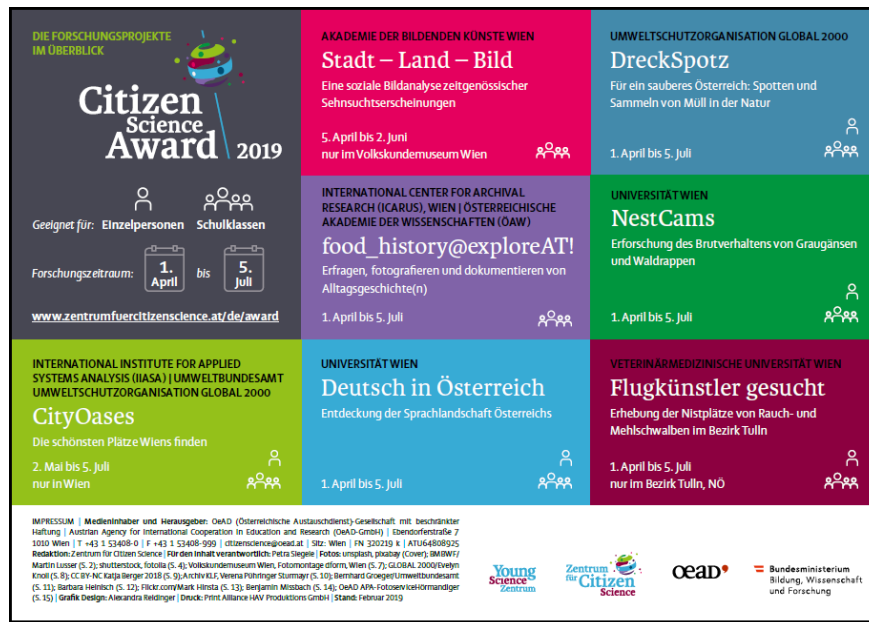 DIE FORSCHUNGSPROJEKTE
IM ÜBERBLICK
Citizen
Science
Award 2019
Geeignet für: Einzelpersonen Schulklassen
Forschungszeitraum: 1. April bis 5. Juli
www.zentrumfuercitizenscience.at/de/award
AKADEMIE DER BILDENDEN KÜNSTE WIEN
Stadt – Land – Bild
Eine soziale Bildanalyse zeitgenössischer
Sehnsuchtserscheinungen
5. April bis 2. Juni
nur im Volkskundemuseum Wien
UMWELTSCHUTZORGANISATION GLOBAL 2000
DreckSpotz
Für ein sauberes Österreich: Spotten und
Sammeln von Müll in der Natur
1. April bis 5. Juli
INTERNATIONAL CENTER FOR ARCHIVAL
RESEARCH (ICARUS), WIEN | ÖSTERREICHISCHE
AKADEMIE DER WISSENSCHAFTEN (ÖAW)
food_history@exploreAT!
Erfragen, fotografieren und dokumentieren von
Alltagsgeschichte(n)
1. April bis 5. Juli
UNIVERSITÄT WIEN
NestCams
Erforschung des Brutverhaltens von Graugänsen
und Waldrappen
1. April bis 5. Juli
INTERNATIONAL INSTITUTE FOR APPLIED
SYSTEMS ANALYSIS (IIASA) | UMWELTBUNDESAMT
UMWELTSCHUTZORGANISATION GLOBAL 2000
CityOases
Die schönsten Plätze Wiens finden
2. Mai bis 5. Juli
nur in Wien
UNIVERSITÄT WIEN
Deutsch in Österreich
Entdeckung der Sprachlandschaft Österreichs
1. April bis 5. Juli
VETERINÄRMEDIZINISCHE UNIVERSITÄT WIEN
Flugkünstler gesucht
Erhebung der Nistplätze von Rauch- und
Mehlschwalben im Bezirk Tulln
1. April bis 5. Juli
nur im Bezirk Tulln, NÖ
IMPRESSUM | Medieninhaber und Herausgeber: OeAD (Österreichische Austauschdienst)-Gesellschaft mit beschränkter
Haftung | Austrian Agency for International Cooperation in Education and Research (OeAD-GmbH) | Ebendorferstraße 7
1010 Wien | T +43 1 53408-0 | F +43 1 53408-999 | citizenscience@oead.at | Sitz: Wien | FN 320219 k | ATU64808925
Redaktion: Zentrum für Citizen Science | Für den Inhalt verantwortlich: Petra Siegele | Fotos: unsplash, pixabay (Cover); BMBWF/
Martin Lusser (S. 2); shutterstock, fotolia (S. 4); Volkskundemuseum Wien, Fotomontage dform, Wien (S. 7); GLOBAL 2000/Evelyn
Knoll (S. 8); CC BY-NC Katja Berger 2018 (S. 9); Archiv KLF, Verena Pühringer Sturmayr (S. 10); Bernhard Groeger/Umweltbundesamt
(S. 11); Barbara Heinisch (S. 12); Flickr.com/Mark Hinsta (S. 13); Benjamin Missbach (S. 14); OeAD APA-Fotoservice/Hörmandiger
(S. 15) | Grafik Design: Alexandra Reidinger | Druck: Print Alliance HAV Produktions GmbH | Stand: Februar 2019
Young
Science
Zentrum
Zentrum
für Citizen
Science
OeAD
Bundesministerium
Bildung, Wissenschaft
und Forschung